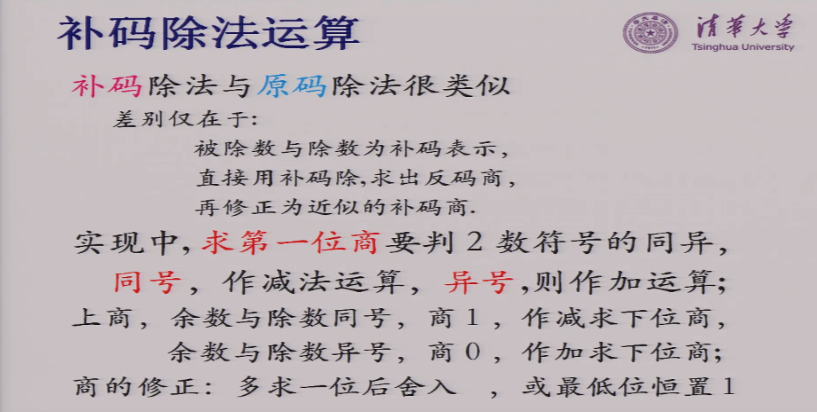 补码除法运算
清华大学
Tsinghua University
补码除法与原码除法很类似
差别仅在于:
被除数与除数为补码表示,
直接用补码除,求出反码商,
再修正为近似的补码商.
实现中,求第一位商要判2数符号的同异,
同号，作减法运算，异号,则作加运算;
上商，余数与除数同号，商1，作减求下位商,
余数与除数异号，商0，作加求下位商;
商的修正: 多求一位后舍入 ，或最低位恒置1